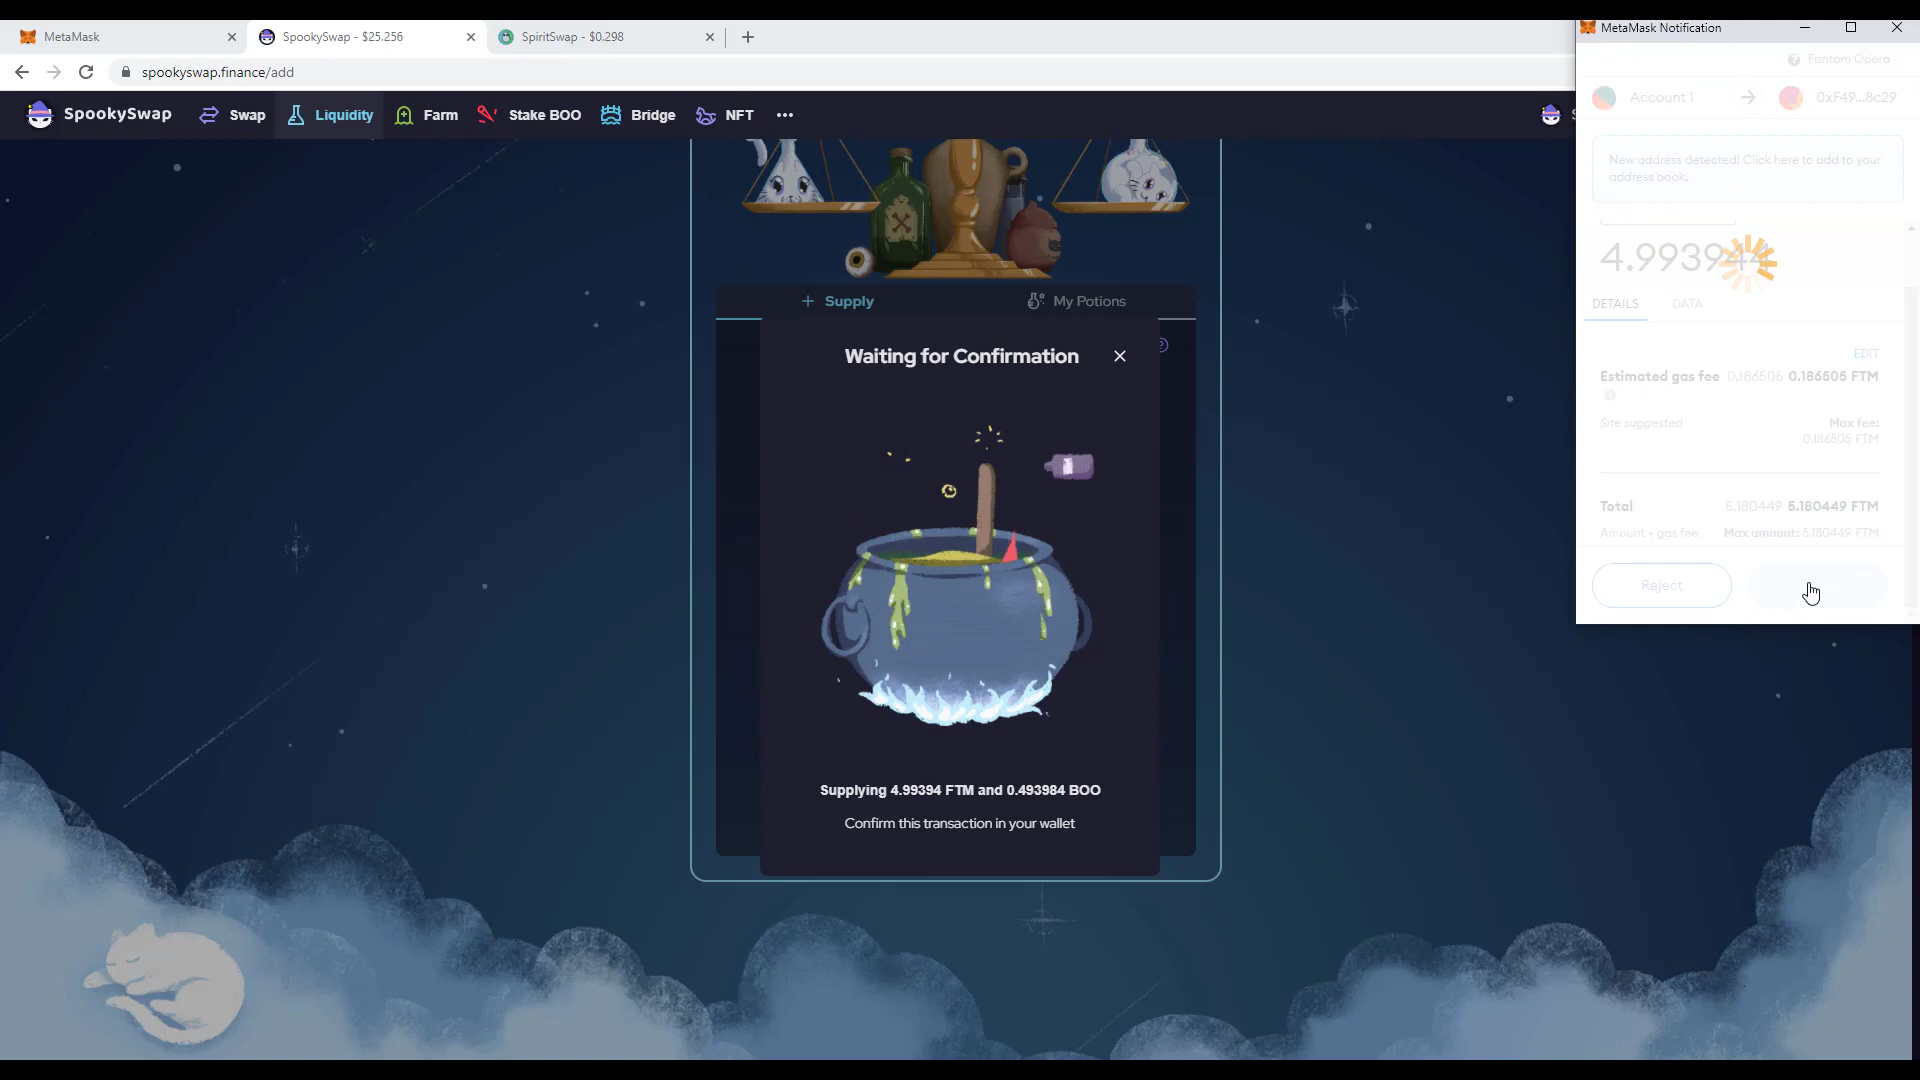 MetaMask
SpookySwap - $25.256
SpiritSwap - $0.298
spookyswap.finance/add
SpookySwap
Swap
Liquidity
Farm
Stake BOO
Bridge
NFT
Supply
My Potions
Waiting for Confirmation
Supplying 4.99394 FTM and 0.493984 BOO
Confirm this transaction in your wallet
MetaMask Notification
Fantom Opera
Account 1
0xF49...8c29
New address detected! Click here to add to your
address book.
4.993944
DETAILS
DATA
EDIT
Estimated gas fee 0.186505 0.186505 FTM
Site suggested
Max fee:
0.186505 FTM
Total 5.180449 5.180449 FTM
Amount + gas fee Max amount: 5.180449 FTM
Reject